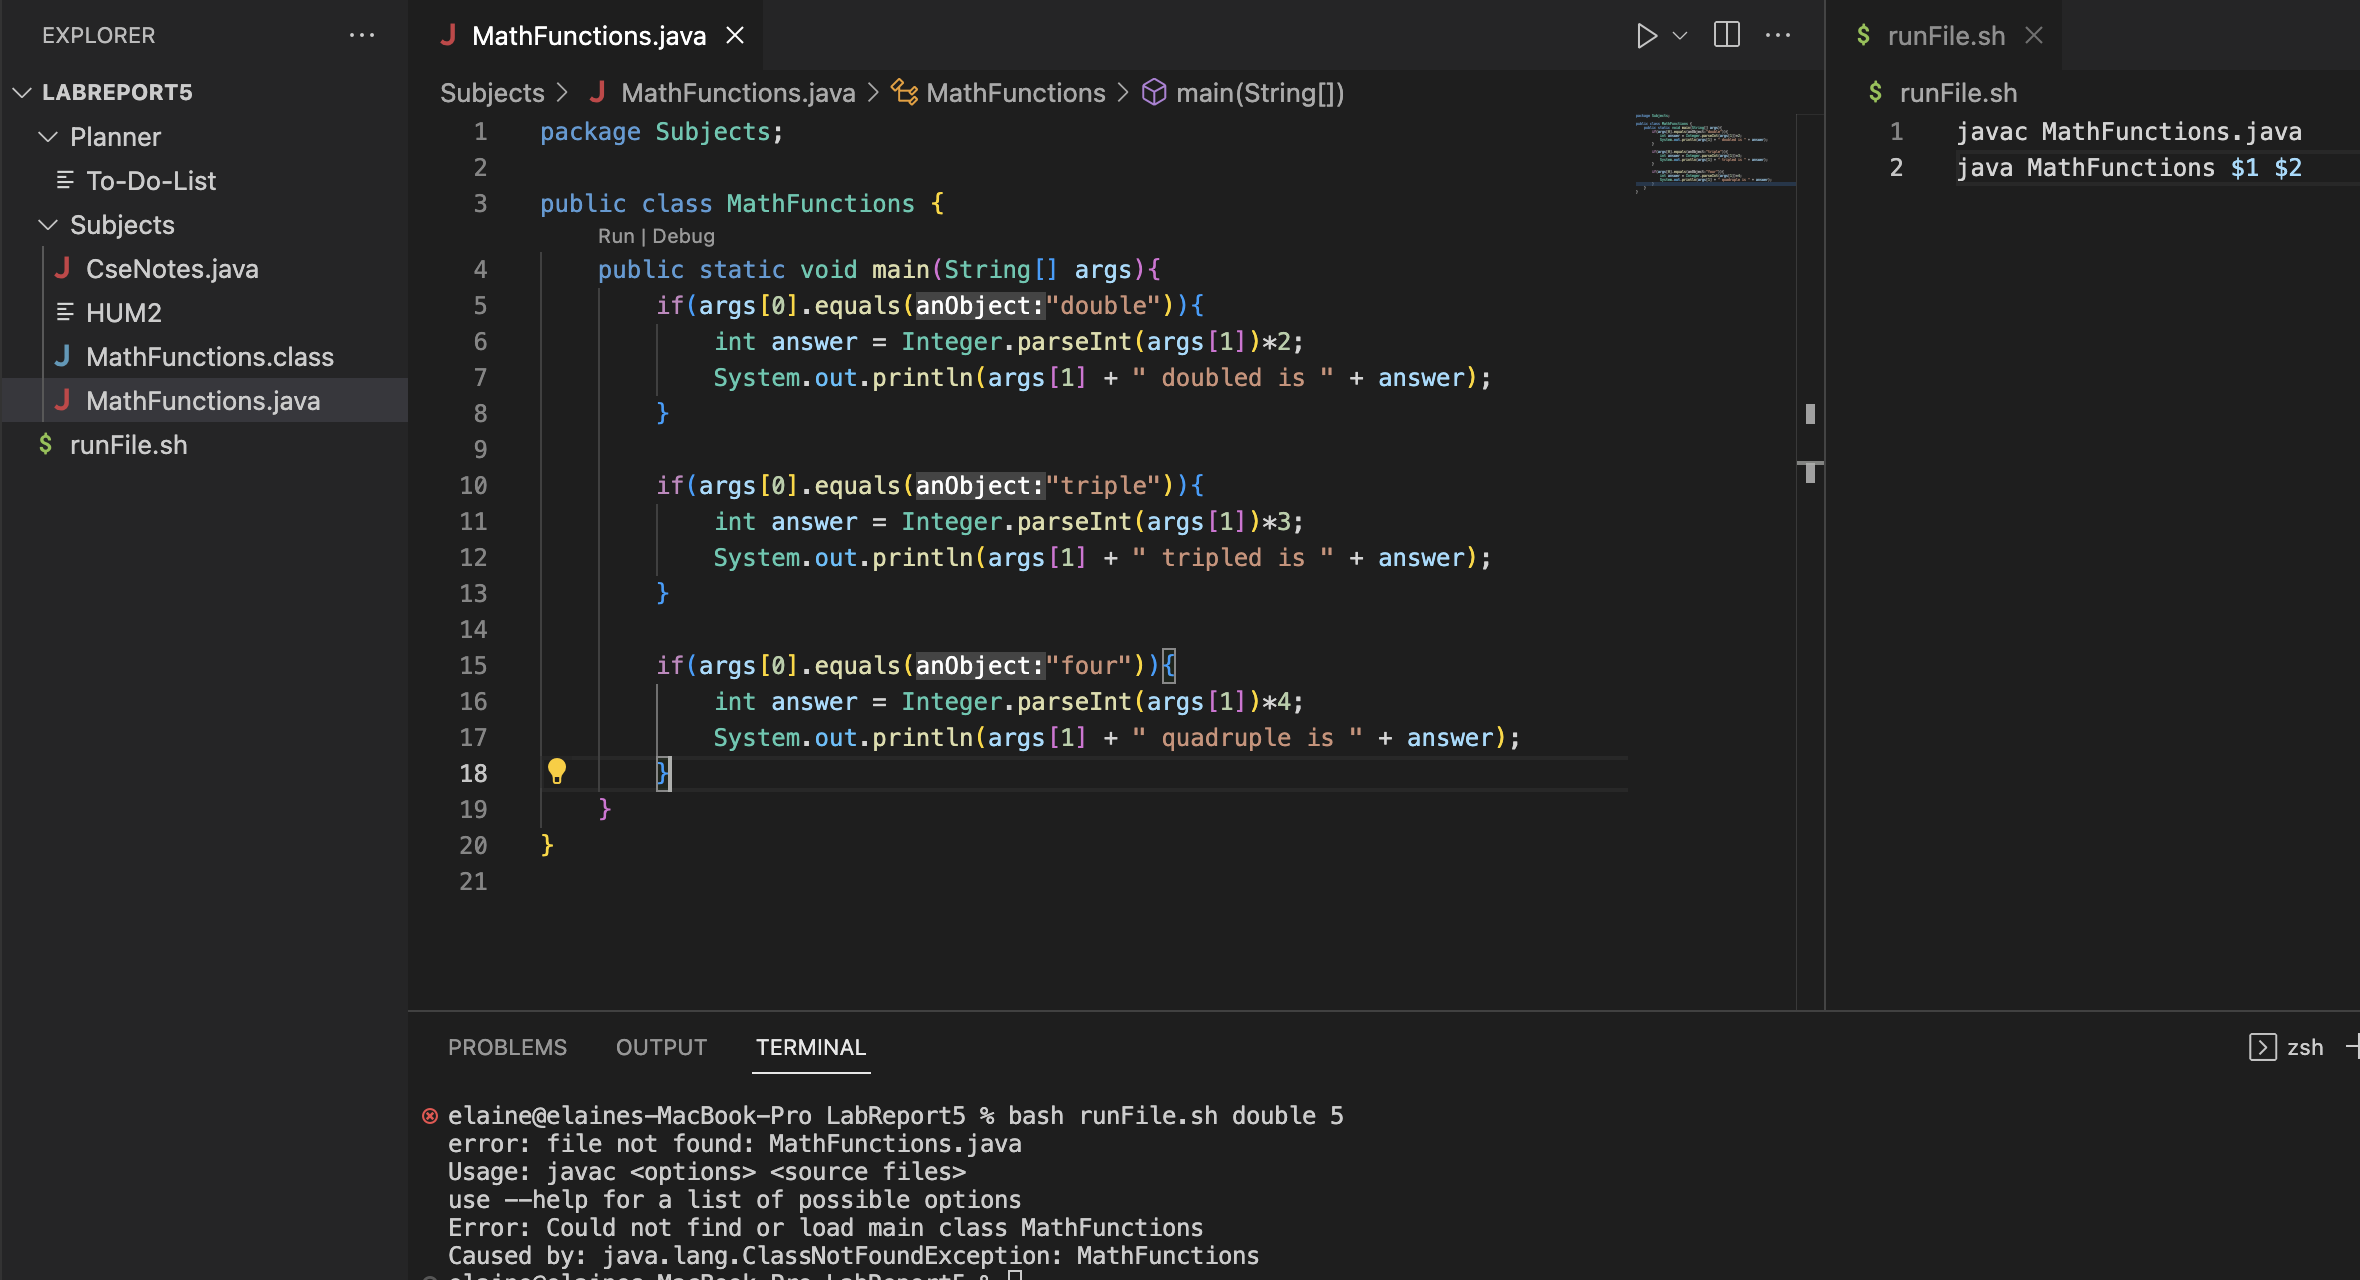 EXPLORER
LABREPORT5
Planner
To-Do-List
Subjects
CseNotes.java
HUM2
MathFunctions.class
MathFunctions.java
runFile.sh
MathFunctions.java
Subjects > MathFunctions.java > MathFunctions > main(String[])
1 package Subjects;
2
3 public class MathFunctions {
Run | Debug
4 public static void main(String[] args){
5 if(args[0].equals(anObject:"double")){
6 int answer = Integer.parseInt(args[1])*2;
7 System.out.println(args[1] + " doubled is " + answer);
8 }
9
10 if(args[0].equals(anObject:"triple")){
11 int answer = Integer.parseInt(args[1])*3;
12 System.out.println(args[1] + " tripled is " + answer);
13 }
14
15 if(args[0].equals(anObject:"four")){
16 int answer = Integer.parseInt(args[1])*4;
17 System.out.println(args[1] + " quadruple is " + answer);
18 }
19 }
20 }
21
runFile.sh
runFile.sh
1 javac MathFunctions.java
2 java MathFunctions $1 $2
PROBLEMS OUTPUT TERMINAL
zsh
elaine@elaines-MacBook-Pro LabReport5 % bash runFile.sh double 5
error: file not found: MathFunctions.java
Usage: javac <options> <source files>
use --help for a list of possible options
Error: Could not find or load main class MathFunctions
Caused by: java.lang.ClassNotFoundException: MathFunctions
elaine@elaines-MacBook-Pro LabReport5 %